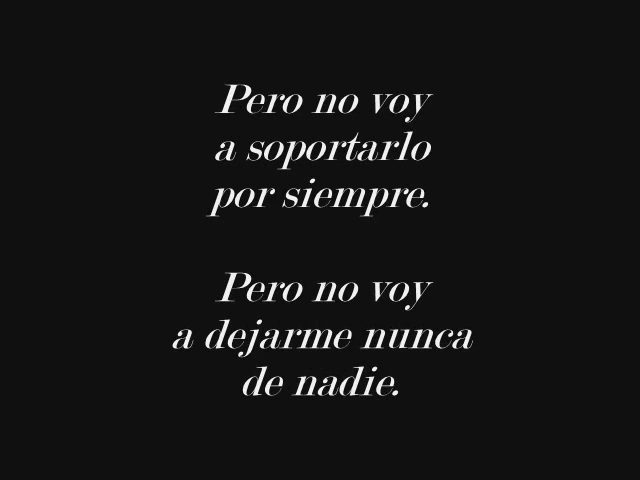 Pero no voy
a soportarlo
por siempre.
Pero no voy
a dejarme nunca
de nadie.